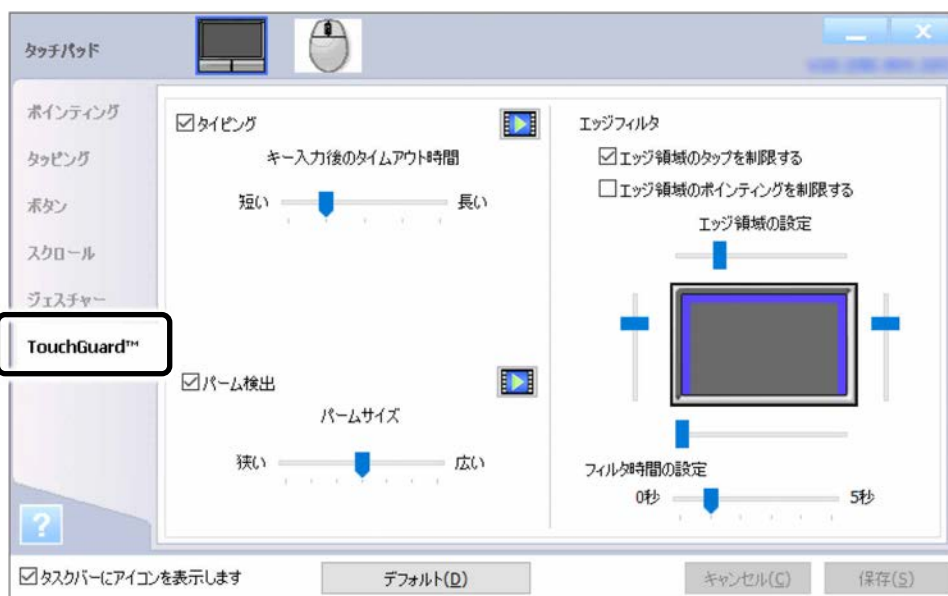 タッチパッド
ポインティング
タッピング
ボタン
スクロール
ジェスチャー
TouchGuard™
タイピング
キー入力後のタイムアウト時間
短い 長い
パーム検出
パームサイズ
狭い 広い
エッジフィルタ
エッジ領域のタップを制限する
エッジ領域のポインティングを制限する
エッジ領域の設定
フィルタ時間の設定
0秒 5秒
?
タスクバーにアイコンを表示します
デフォルト(D)
キャンセル(C)
保存(S)